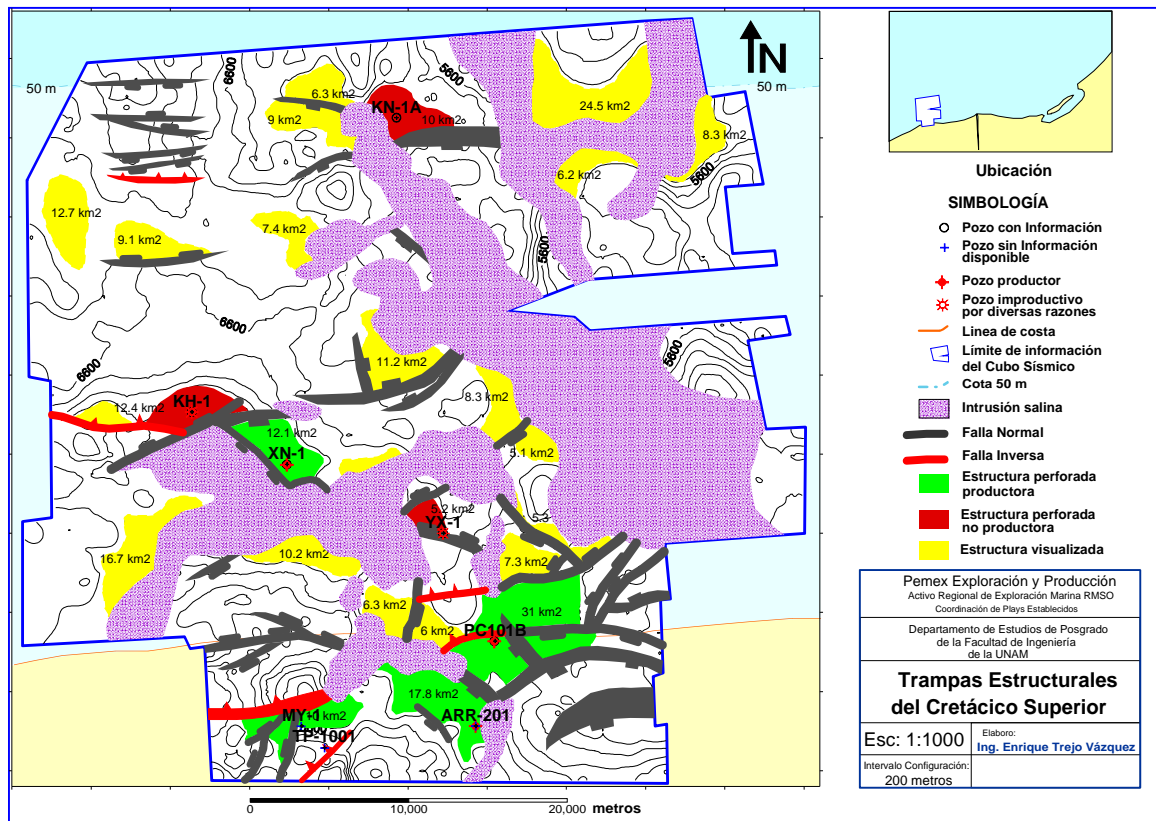 N
50 m
50 m
6600
5600
6.3 km2
9 km2
KN-1A
10 km2
24.5 km2
8.3 km2
6.2 km2
5600
12.7 km2
9.1 km2
7.4 km2
5600
6600
6600
11.2 km2
5600
12.4 km2
KH-1
8.3 km2
12.1 km2
XN-1
5.1 km2
5.2 km2
YX-1
5.3
16.7 km2
10.2 km2
7.3 km2
6.3 km2
31 km2
6 km2
PC101B
17.8 km2
MY-1
km2
ARR-201
TP-1001
0
10,000
20,000
metros
Ubicación
SIMBOLOGÍA
Pozo con Información
Pozo sin Información
disponible
Pozo productor
Pozo improductivo
por diversas razones
Linea de costa
Límite de información
del Cubo Sísmico
Cota 50 m
Intrusión salina
Falla Normal
Falla Inversa
Estructura perforada
productora
Estructura perforada
no productora
Estructura visualizada
Pemex Exploración y Producción
Activo Regional de Exploración Marina RMSO
Coordinación de Plays Establecidos
Departamento de Estudios de Posgrado
de la Facultad de Ingeniería
de la UNAM
Trampas Estructurales
del Cretácico Superior
Esc: 1:1000
Elaboro:
Ing. Enrique Trejo Vázquez
Intervalo Configuración:
200 metros